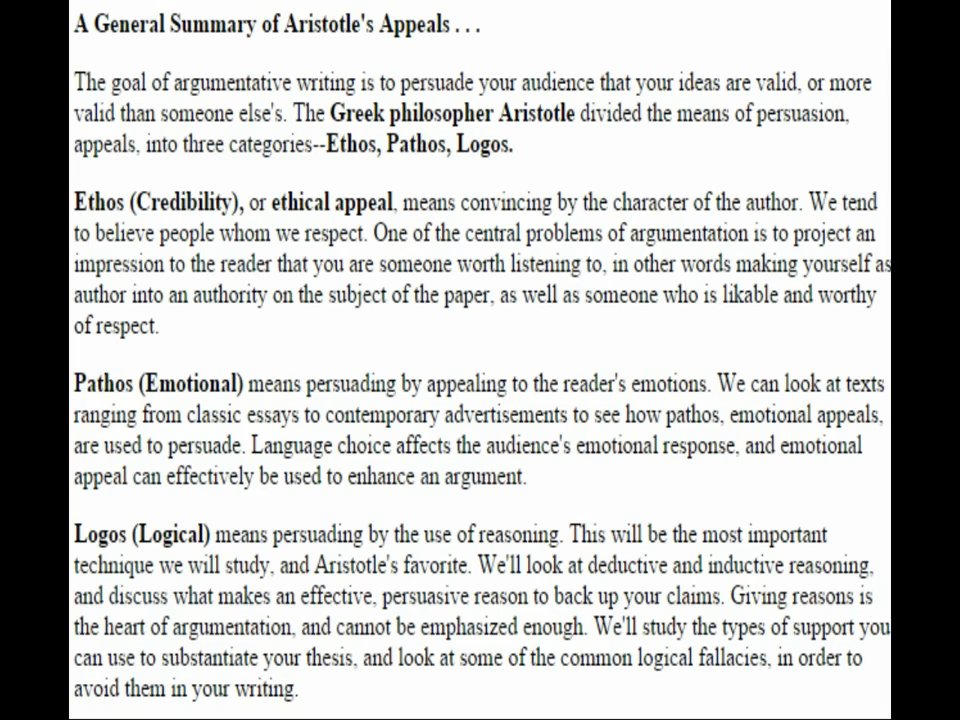 A General Summary of Aristotle's Appeals . . .
The goal of argumentative writing is to persuade your audience that your ideas are valid, or more
valid than someone else's. The Greek philosopher Aristotle divided the means of persuasion,
appeals, into three categories--Ethos, Pathos, Logos.
Ethos (Credibility), or ethical appeal, means convincing by the character of the author. We tend
to believe people whom we respect. One of the central problems of argumentation is to project an
impression to the reader that you are someone worth listening to, in other words making yourself as
author into an authority on the subject of the paper, as well as someone who is likable and worthy
of respect.
Pathos (Emotional) means persuading by appealing to the reader's emotions. We can look at texts
ranging from classic essays to contemporary advertisements to see how pathos, emotional appeals,
are used to persuade. Language choice affects the audience's emotional response, and emotional
appeal can effectively be used to enhance an argument.
Logos (Logical) means persuading by the use of reasoning. This will be the most important
technique we will study, and Aristotle's favorite. We'll look at deductive and inductive reasoning,
and discuss what makes an effective, persuasive reason to back up your claims. Giving reasons is
the heart of argumentation, and cannot be emphasized enough. We'll study the types of support you
can use to substantiate your thesis, and look at some of the common logical fallacies, in order to
avoid them in your writing.